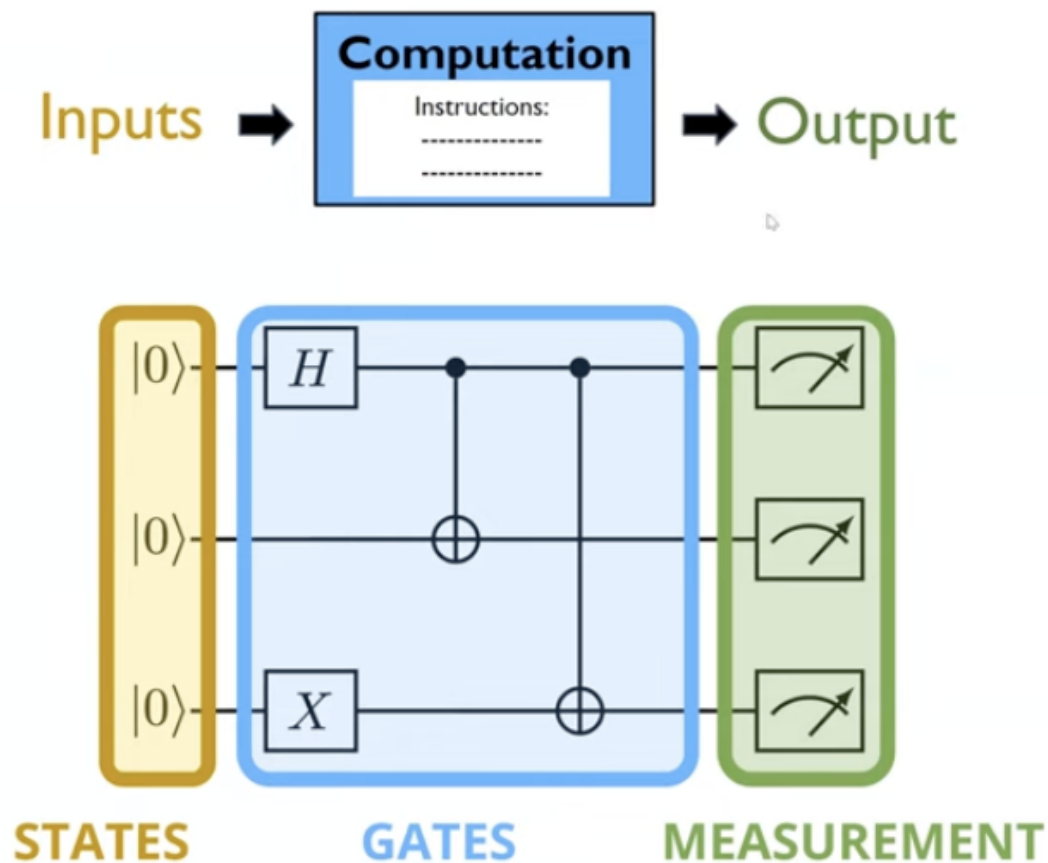 Computation
Inputs
Instructions:
--------------
--------------
Output
|0⟩
H
|0⟩
|0⟩
X
STATES
GATES
MEASUREMENT